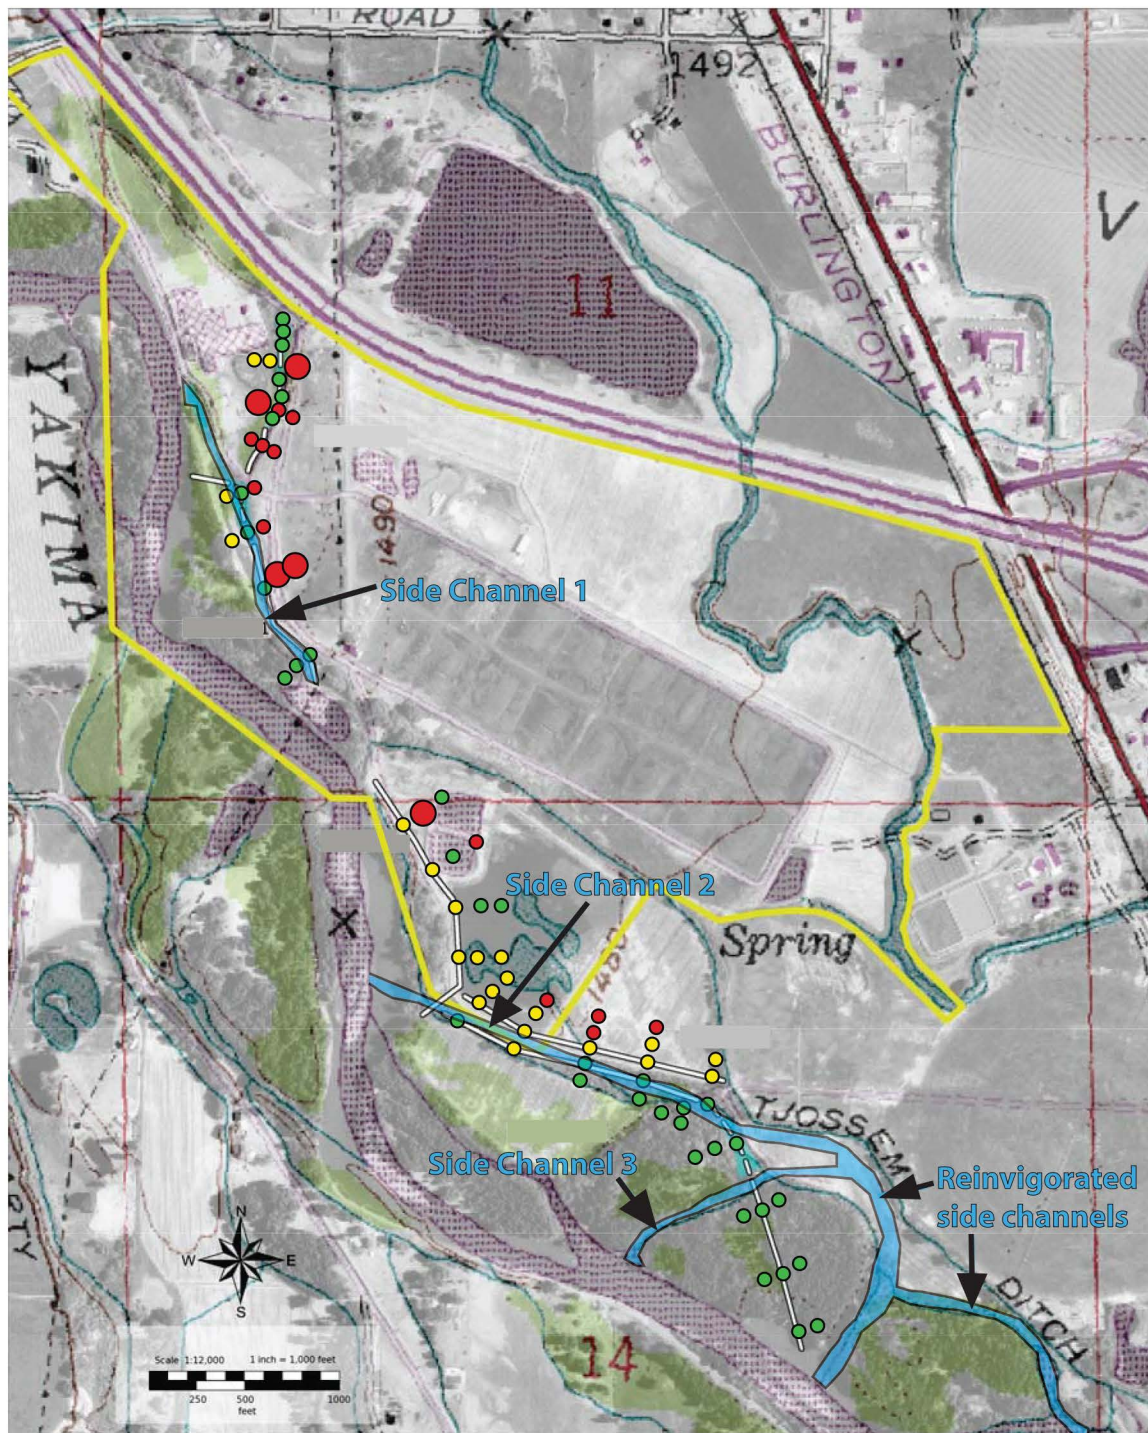 ROAD
1492
BURLINGTON
11
YAKIMA
1490
Side Channel 1
Side Channel 2
Spring
TJOSSEM
Side Channel 3
Reinvigorated
side channels
DITCH
N
W
E
S
Scale 1:12,000 1 inch = 1,000 feet
250 500 1000
feet
14